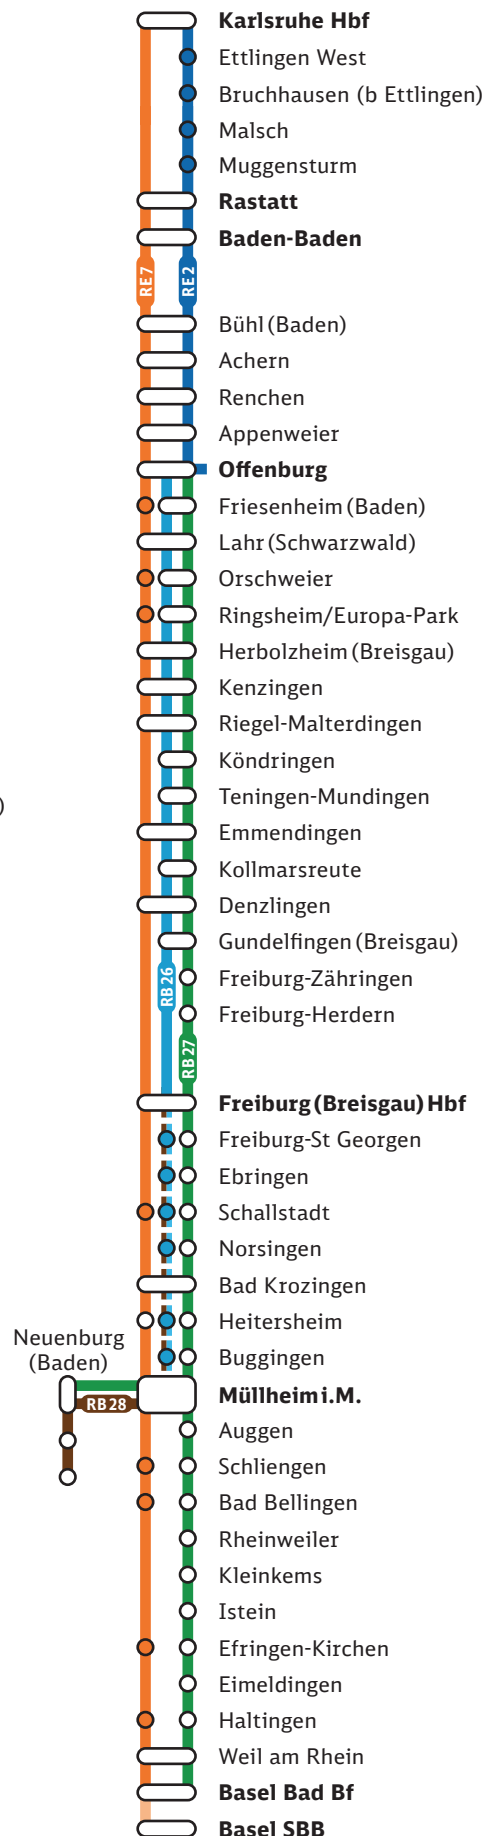 Karlsruhe Hbf
Ettlingen West
Bruchhausen (b Ettlingen)
Malsch
Muggensturm
Rastatt
Baden-Baden
RE 7
RE 2
Bühl (Baden)
Achern
Renchen
Appenweier
Offenburg
Friesenheim (Baden)
Lahr (Schwarzwald)
Orschweier
Ringsheim/Europa-Park
Herbolzheim (Breisgau)
Kenzingen
Riegel-Malterdingen
Köndringen
Teningen-Mundingen
)
Emmendingen
Kollmarsreute
Denzlingen
Gundelfingen (Breisgau)
RB 26
Freiburg-Zähringen
Freiburg-Herdern
RB 27
Freiburg (Breisgau) Hbf
Freiburg-St Georgen
Ebringen
Schallstadt
Norsingen
Bad Krozingen
Heitersheim
Neuenburg
(Baden)
Buggingen
Müllheim i. M.
RB 28
Auggen
Schliengen
Bad Bellingen
Rheinweiler
Kleinkems
Istein
Efringen-Kirchen
Eimeldingen
Haltingen
Weil am Rhein
Basel Bad Bf
Basel SBB